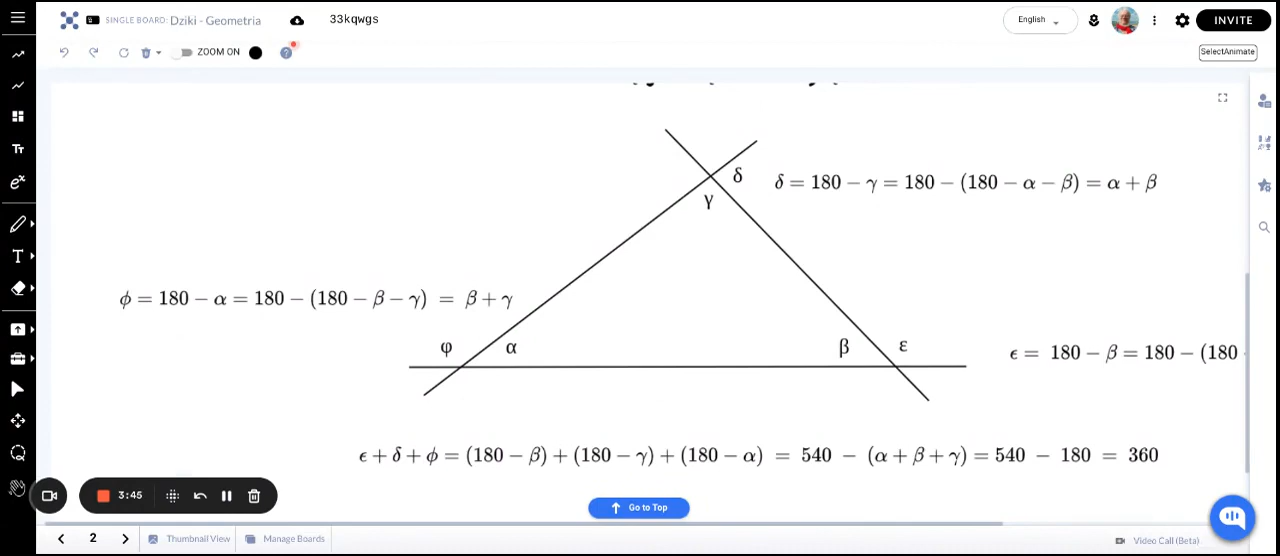 SINGLE BOARD: Dziki - Geometria
33kqwgs
English
INVITE
ZOOM ON
SelectAnimate
δ
γ
δ = 180 − γ = 180 − (180 − α − β) = α + β
ϕ = 180 − α = 180 − (180 − β − γ) = β + γ
φ
α
β
ε
ϵ = 180 − β = 180 − (180
ϵ + δ + ϕ = (180 − β) + (180 − γ) + (180 − α) = 540 − (α + β + γ) = 540 − 180 = 360
3:45
Go to Top
2
Thumbnail View
Manage Boards
Video Call (Beta)